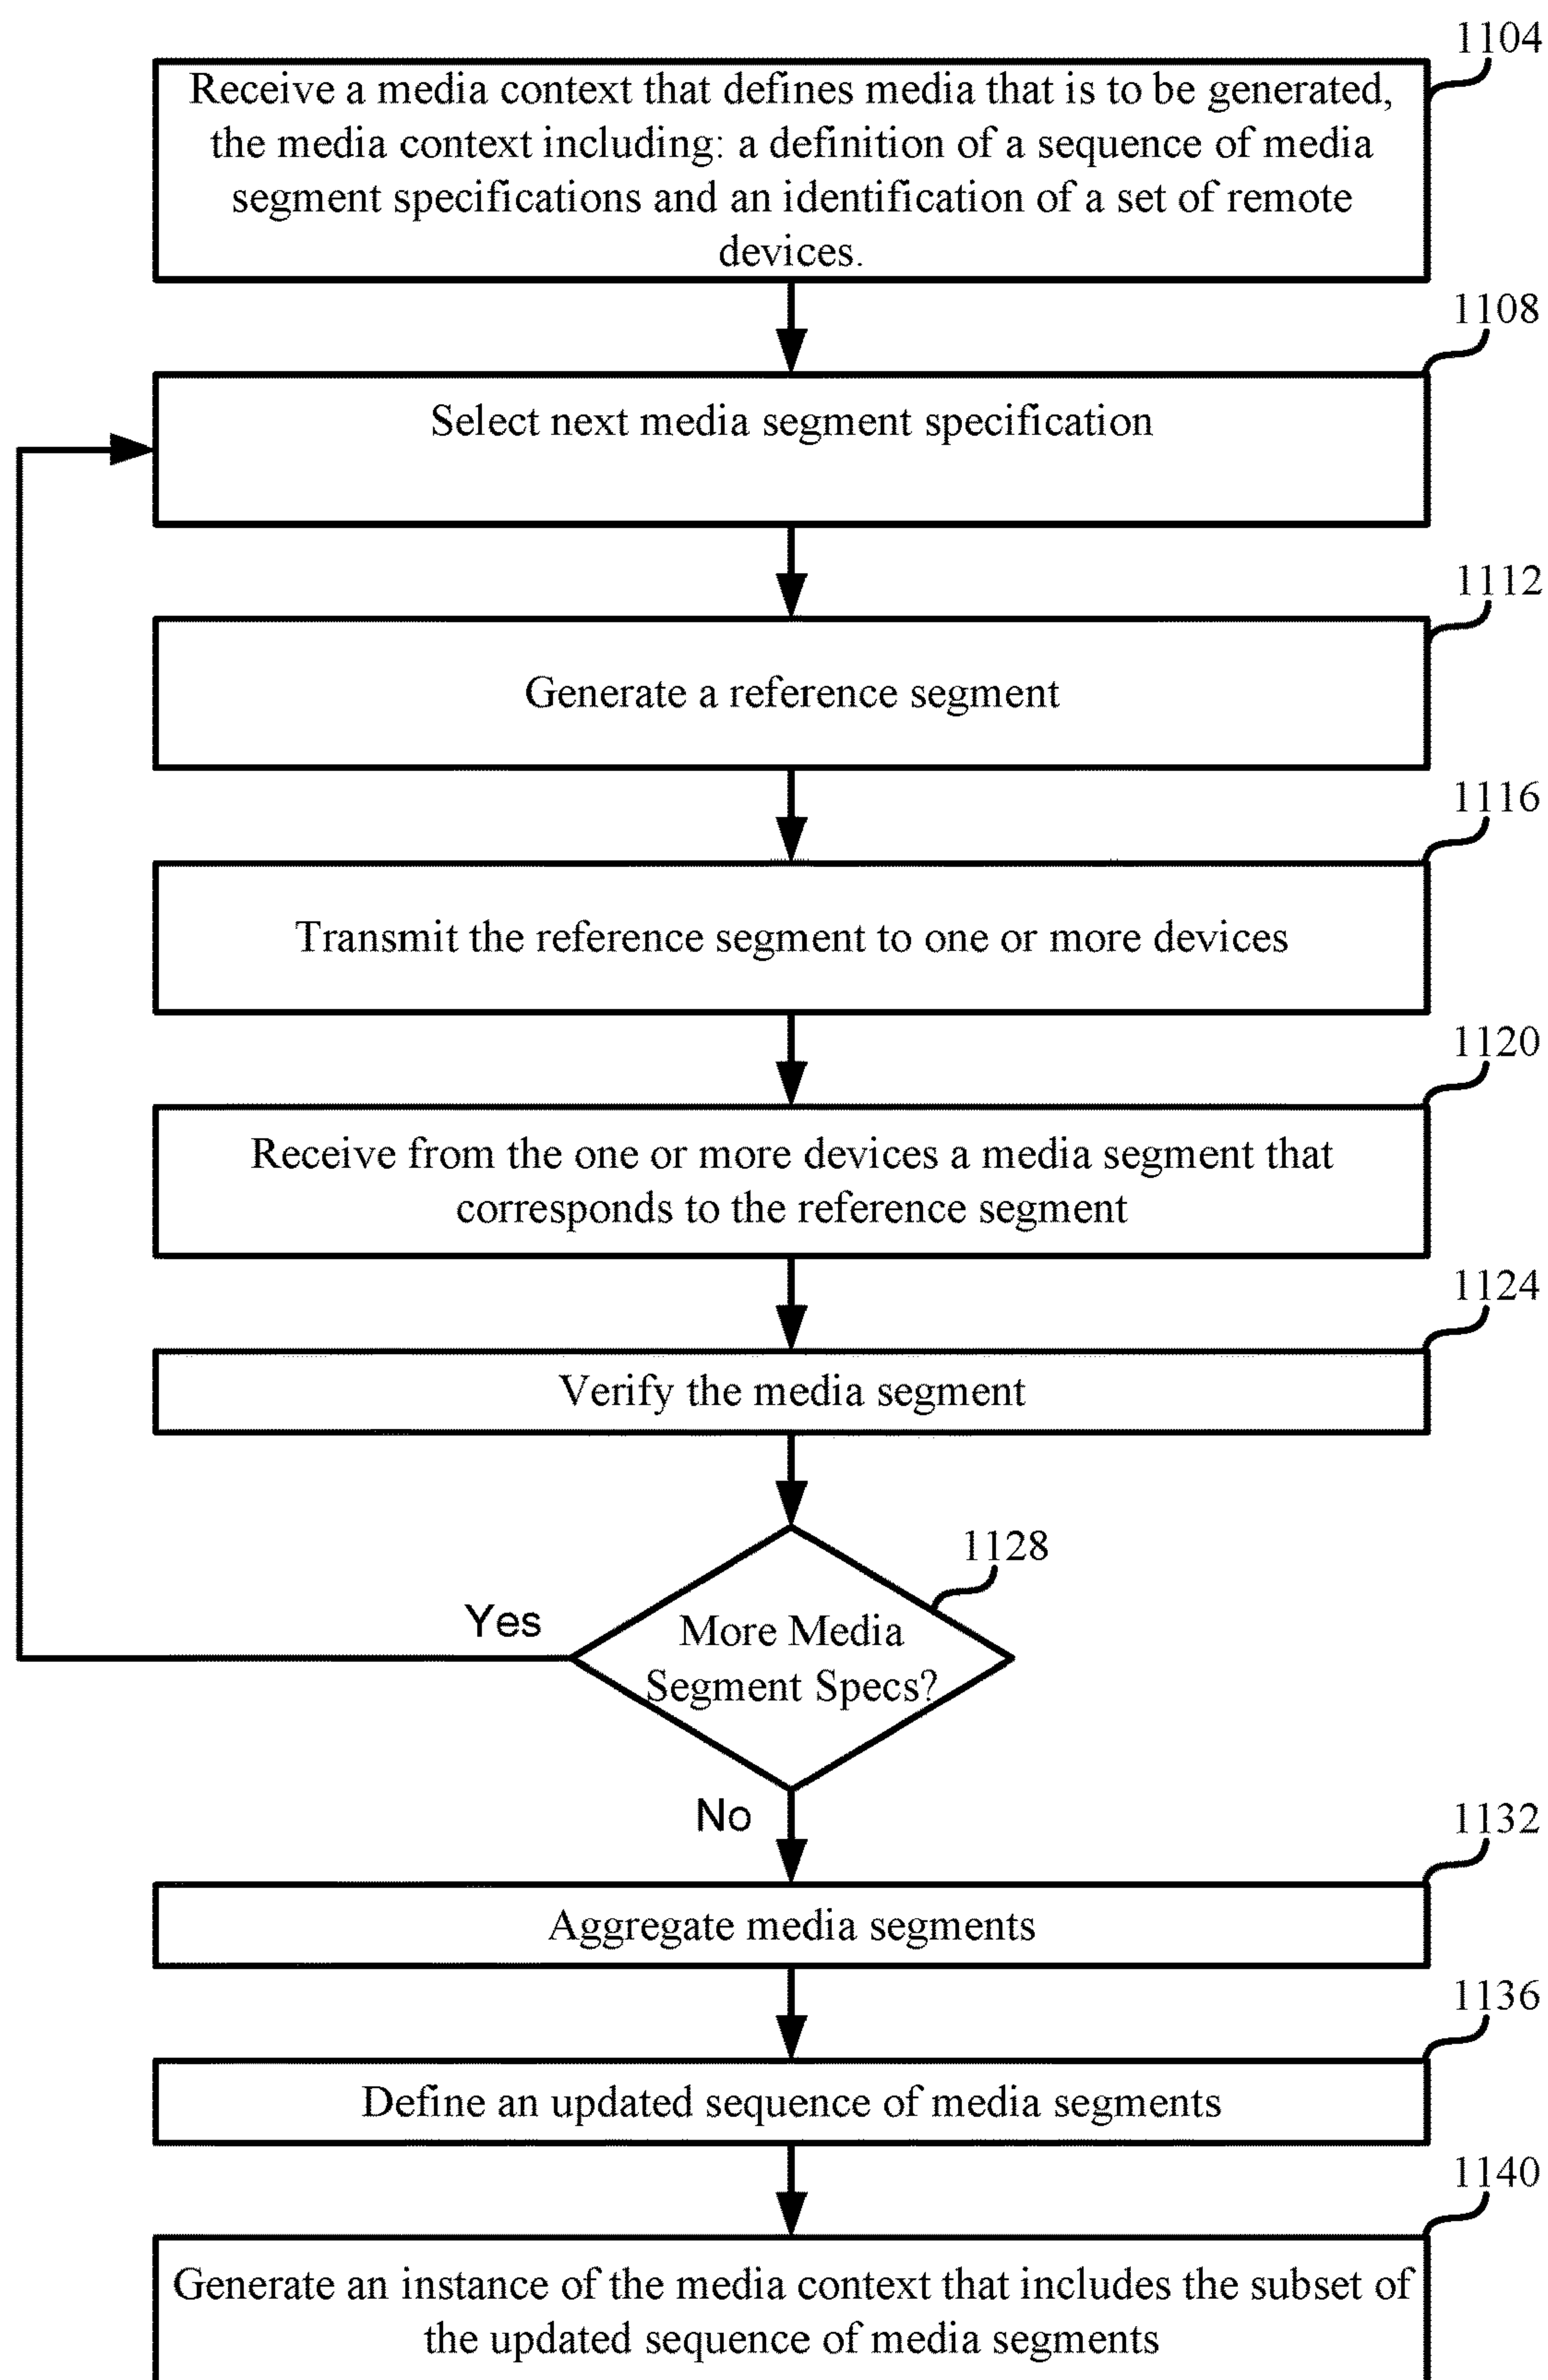 1104
Receive a media context that defines media that is to be generated,
the media context including: a definition of a sequence of media
segment specifications and an identification of a set of remote
devices.
1108
Select next media segment specification
1112
Generate a reference segment
1116
Transmit the reference segment to one or more devices
1120
Receive from the one or more devices a media segment that
corresponds to the reference segment
1124
Verify the media segment
1128
Yes
More Media
Segment Specs?
No
1132
Aggregate media segments
1136
Define an updated sequence of media segments
1140
Generate an instance of the media context that includes the subset of
the updated sequence of media segments